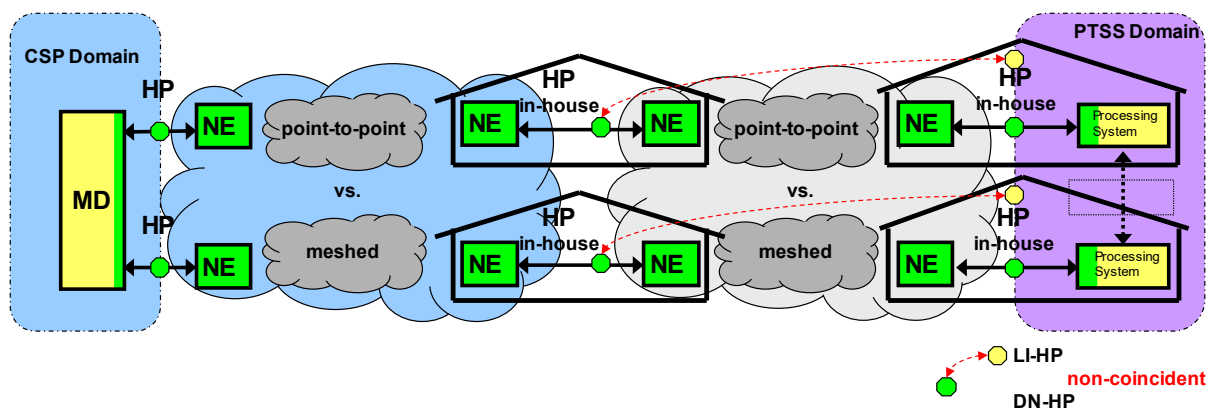 CSP Domain
PTSS Domain
HP
HP
in-house
HP
in-house
MD
NE
point-to-point
NE
NE
point-to-point
NE
Processing
System
vs.
vs.
HP
HP
in-house
HP
in-house
NE
meshed
NE
NE
meshed
NE
Processing
System
LI-HP
non-coincident
DN-HP